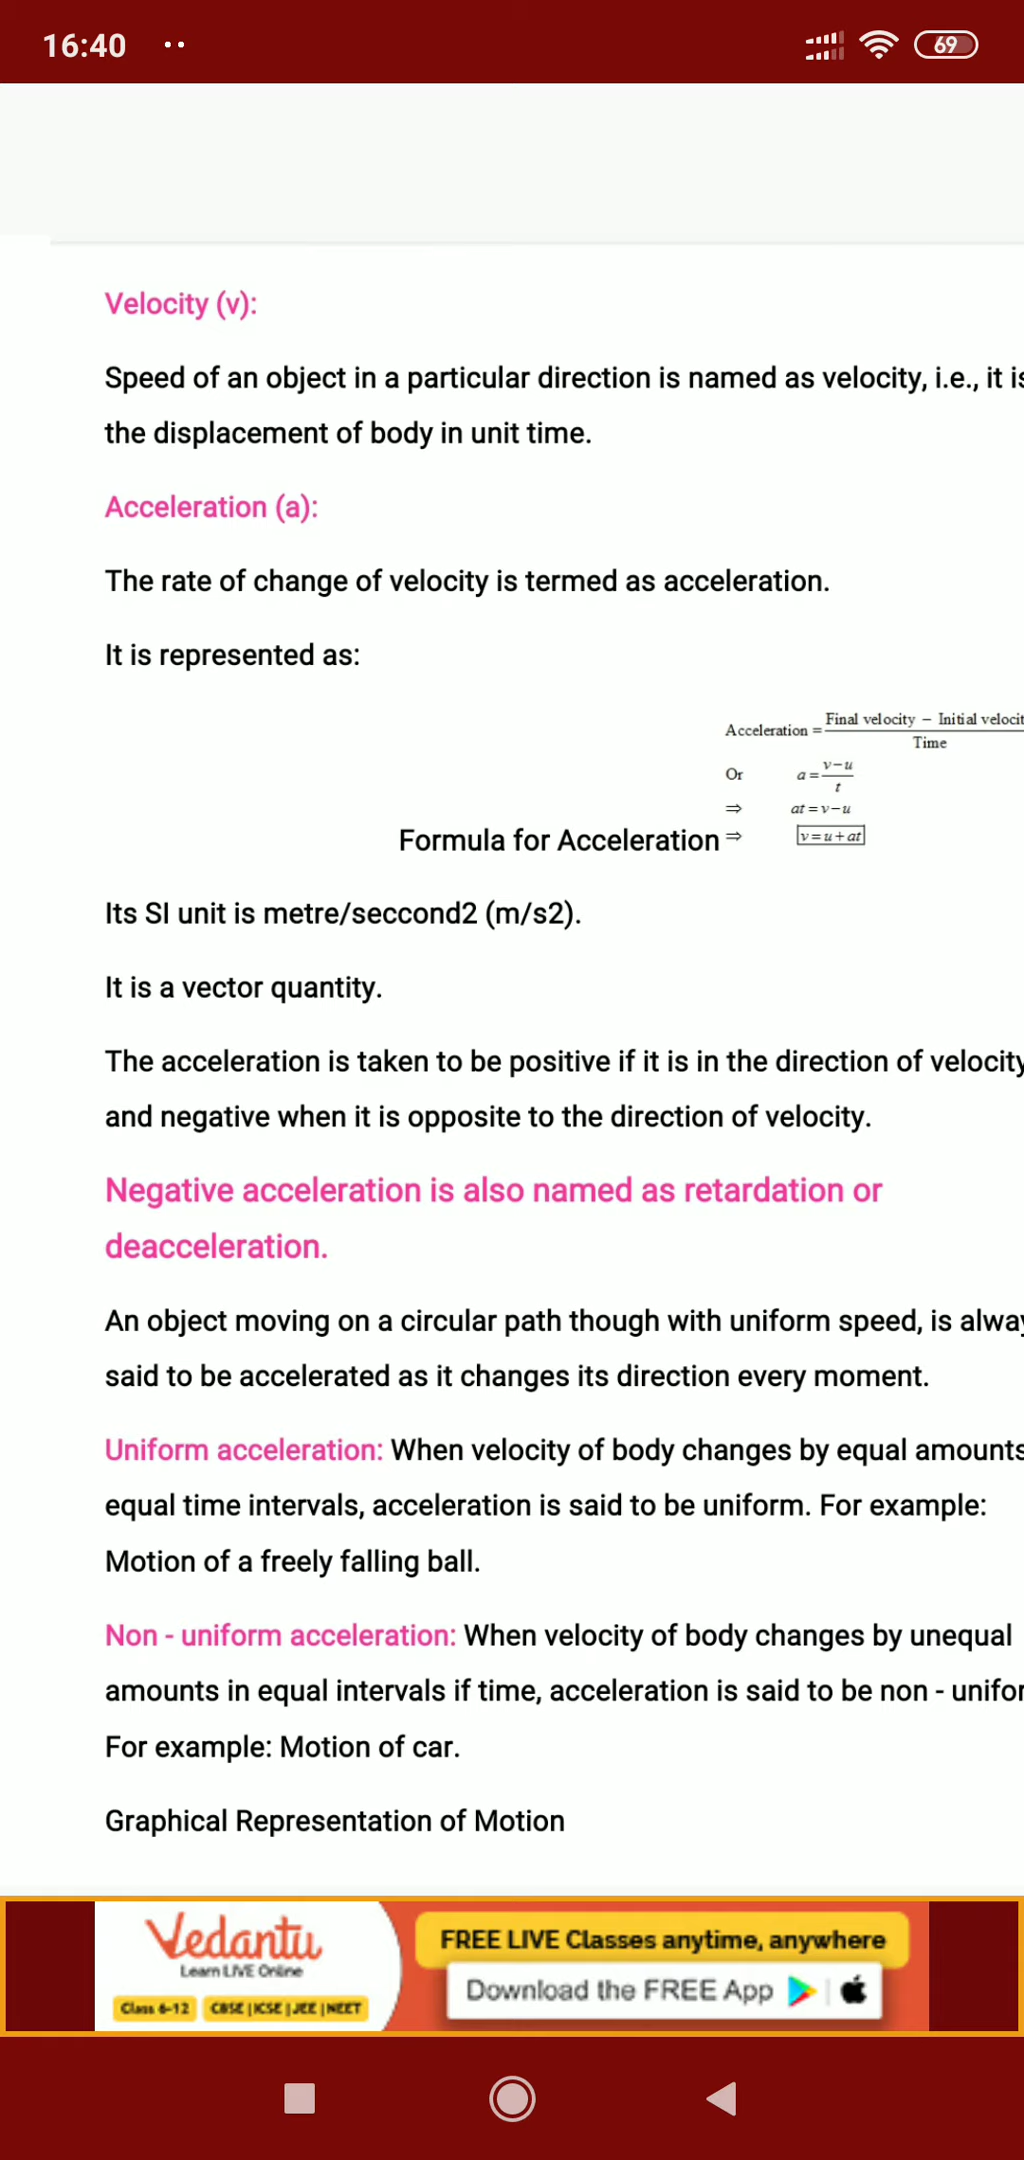 16:40
69
Velocity (v):
Speed of an object in a particular direction is named as velocity, i.e., it is
the displacement of body in unit time.
Acceleration (a):
The rate of change of velocity is termed as acceleration.
It is represented as:
Acceleration = Final velocity − Initial velocit
Time
Or a = v−u
t
⇒ at = v−u
Formula for Acceleration ⇒ v = u + at
Its SI unit is metre/seccond2 (m/s2).
It is a vector quantity.
The acceleration is taken to be positive if it is in the direction of velocity
and negative when it is opposite to the direction of velocity.
Negative acceleration is also named as retardation or
deacceleration.
An object moving on a circular path though with uniform speed, is alway
said to be accelerated as it changes its direction every moment.
Uniform acceleration: When velocity of body changes by equal amounts
equal time intervals, acceleration is said to be uniform. For example:
Motion of a freely falling ball.
Non - uniform acceleration: When velocity of body changes by unequal
amounts in equal intervals if time, acceleration is said to be non - unifor
For example: Motion of car.
Graphical Representation of Motion
Vedantu
Learn LIVE Online
Class 6-12 CBSE | ICSE | JEE | NEET
FREE LIVE Classes anytime, anywhere
Download the FREE App